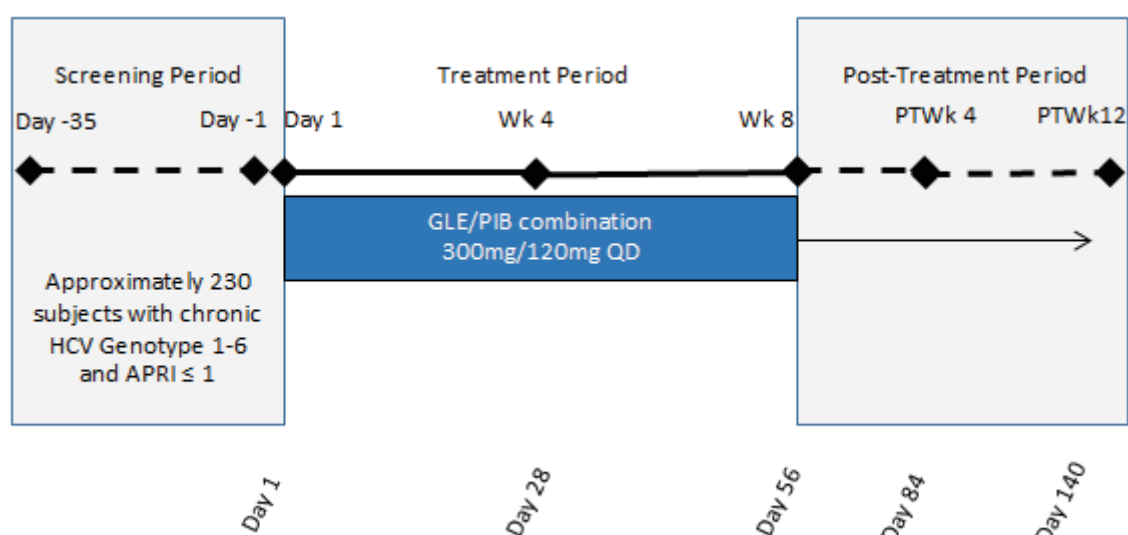 Screening Period
Treatment Period
Post-Treatment Period
Day -35
Day -1
Day 1
Wk 4
Wk 8
PTWk 4
PTWk12
GLE/PIB combination
300mg/120mg QD
Approximately 230
subjects with chronic
HCV Genotype 1-6
and APRI ≤ 1
Day 1
Day 28
Day 56
Day 84
Day 140